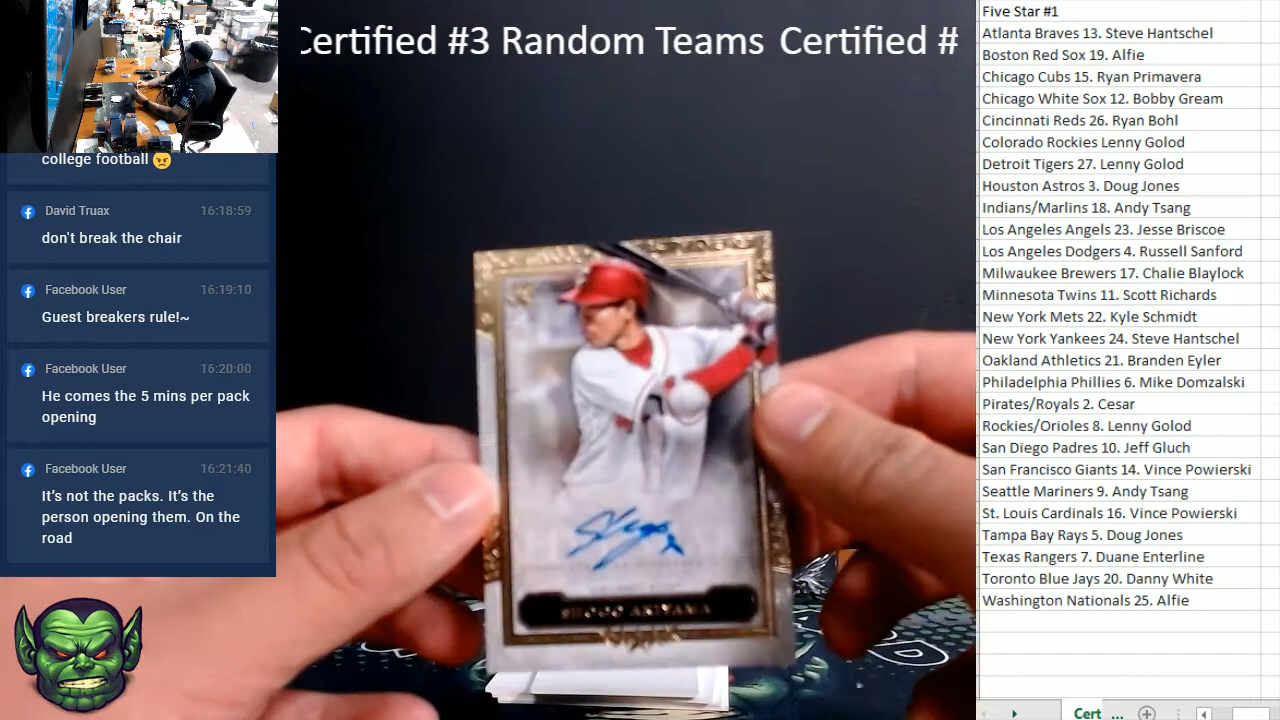 Certified #3 Random Teams Certified #
college football 😡
David Truax 16:18:59
don't break the chair
Facebook User 16:19:10
Guest breakers rule!~
Facebook User 16:20:00
He comes the 5 mins per pack
opening
Facebook User 16:21:40
It's not the packs. It's the
person opening them. On the
road
SHOGO AKIYAMA
Five Star #1
Atlanta Braves 13. Steve Hantschel
Boston Red Sox 19. Alfie
Chicago Cubs 15. Ryan Primavera
Chicago White Sox 12. Bobby Gream
Cincinnati Reds 26. Ryan Bohl
Colorado Rockies Lenny Golod
Detroit Tigers 27. Lenny Golod
Houston Astros 3. Doug Jones
Indians/Marlins 18. Andy Tsang
Los Angeles Angels 23. Jesse Briscoe
Los Angeles Dodgers 4. Russell Sanford
Milwaukee Brewers 17. Chalie Blaylock
Minnesota Twins 11. Scott Richards
New York Mets 22. Kyle Schmidt
New York Yankees 24. Steve Hantschel
Oakland Athletics 21. Branden Eyler
Philadelphia Phillies 6. Mike Domzalski
Pirates/Royals 2. Cesar
Rockies/Orioles 8. Lenny Golod
San Diego Padres 10. Jeff Gluch
San Francisco Giants 14. Vince Powierski
Seattle Mariners 9. Andy Tsang
St. Louis Cardinals 16. Vince Powierski
Tampa Bay Rays 5. Doug Jones
Texas Rangers 7. Duane Enterline
Toronto Blue Jays 20. Danny White
Washington Nationals 25. Alfie
Cert ...